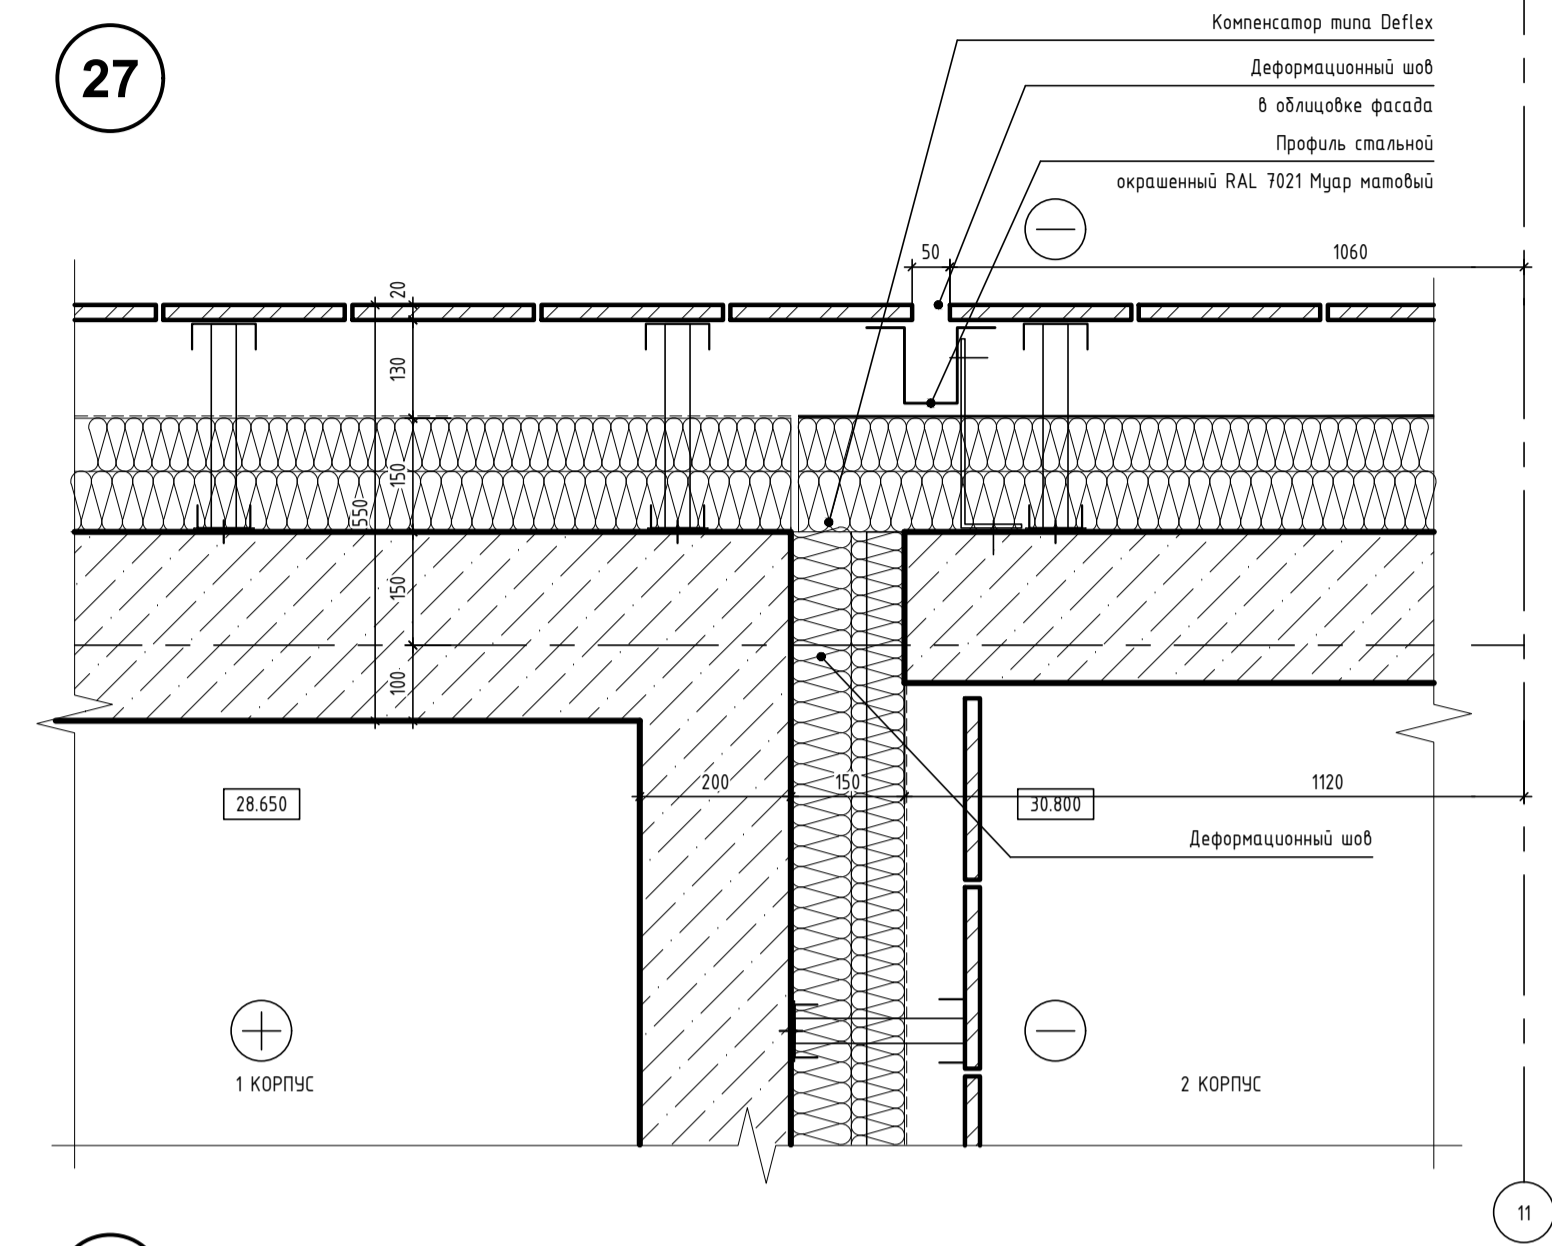 27
Компенсатор типа Deflex
Деформационный шов
в облицовке фасада
Профиль стальной
окрашенный RAL 7021 Муар матовый
50
1060
20
130
150
550
150
100
200
150
1120
28.650
30.800
Деформационный шов
1 КОРПУС
2 КОРПУС
11